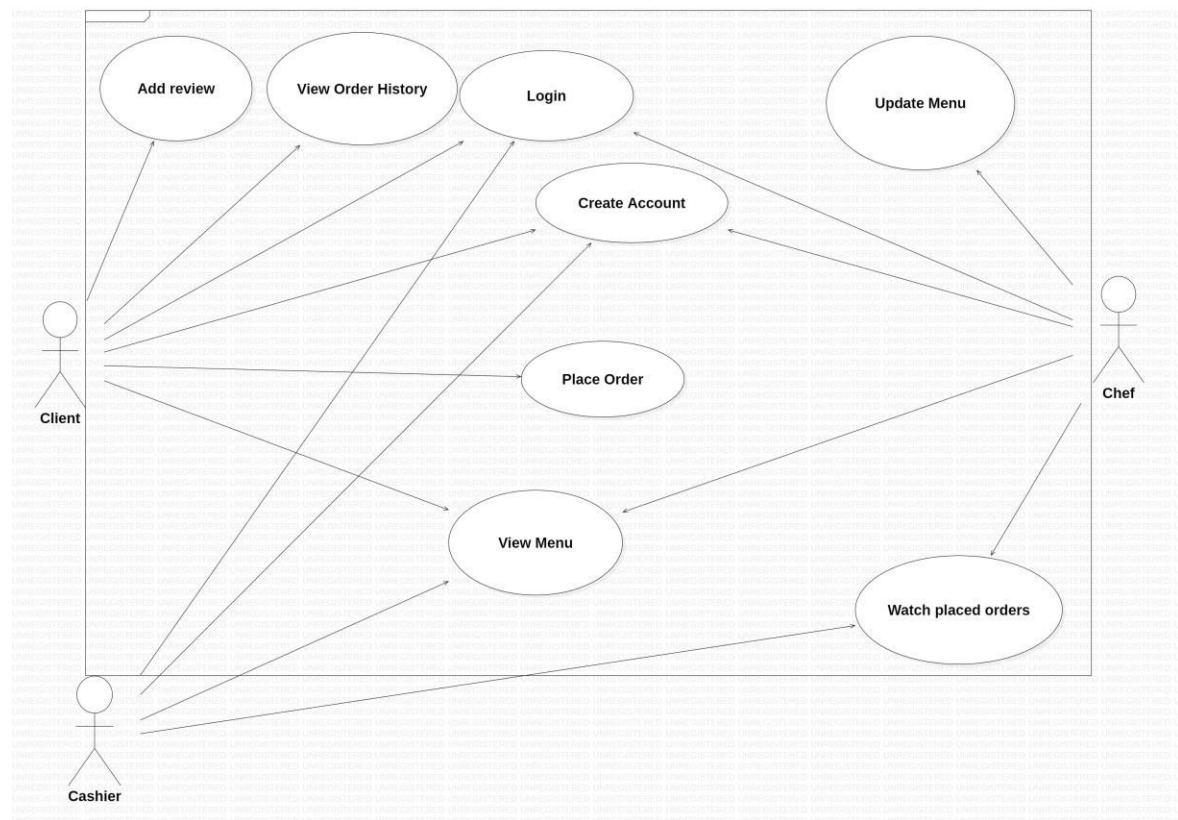 Add review
View Order History
Login
Update Menu
Create Account
Place Order
Client
Chef
View Menu
Watch placed orders
Cashier